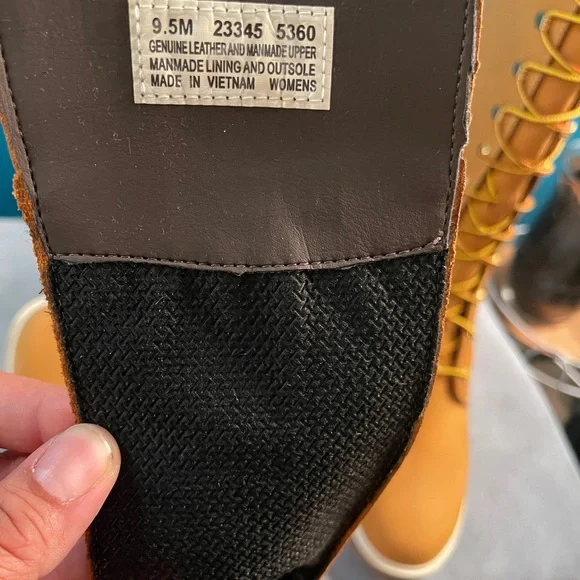 9.5M 23345 5360
GENUINE LEATHER AND MANMADE UPPER
MANMADE LINING AND OUTSOLE
MADE IN VIETNAM WOMENS